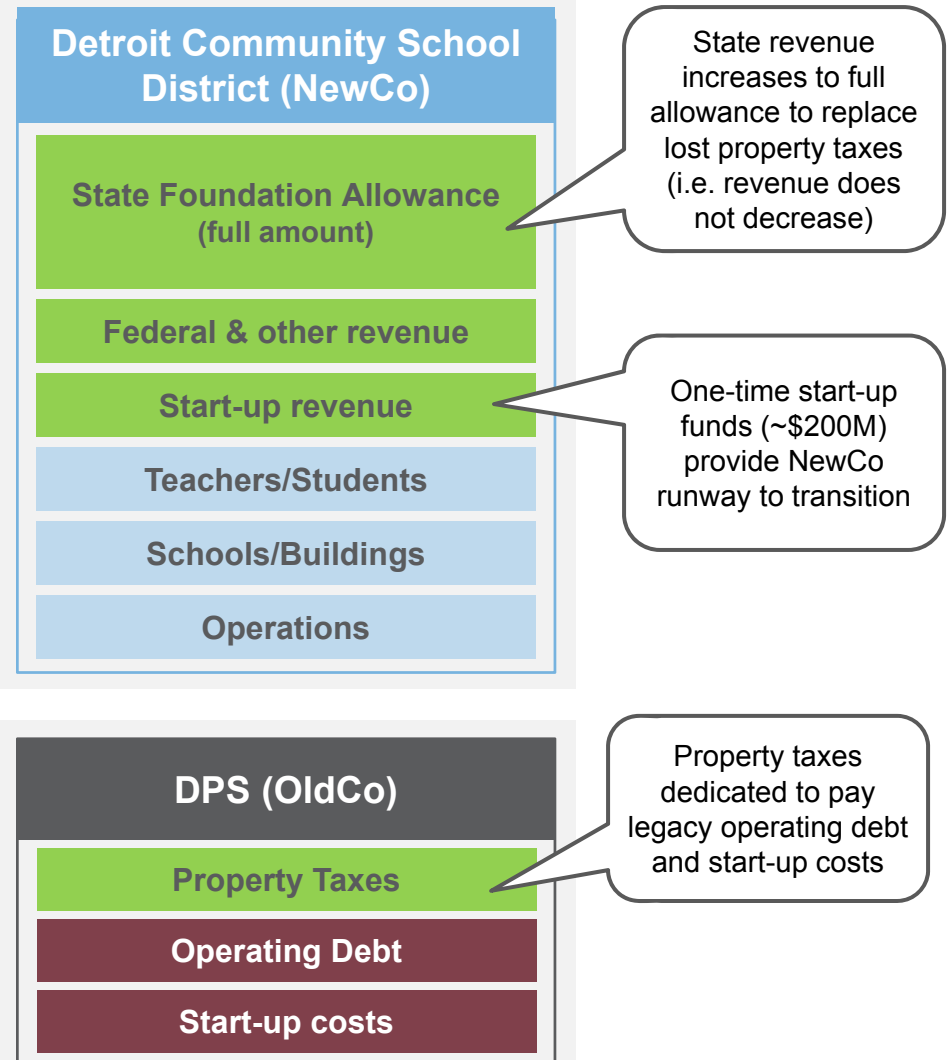 Detroit Community School
District (NewCo)
State Foundation Allowance
(full amount)
Federal & other revenue
Start-up revenue
Teachers/Students
Schools/Buildings
Operations
State revenue
increases to full
allowance to replace
lost property taxes
(i.e. revenue does
not decrease)
One-time start-up
funds (~$200M)
provide NewCo
runway to transition
DPS (OldCo)
Property Taxes
Operating Debt
Start-up costs
Property taxes
dedicated to pay
legacy operating debt
and start-up costs